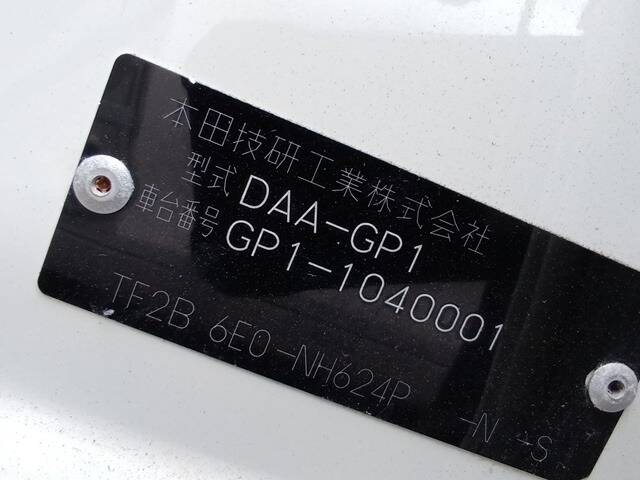 本田技研工業株式会社
型式 DAA-GP1
車台番号 GP1-1040001
TF2B 6E0-NH624P -N -S